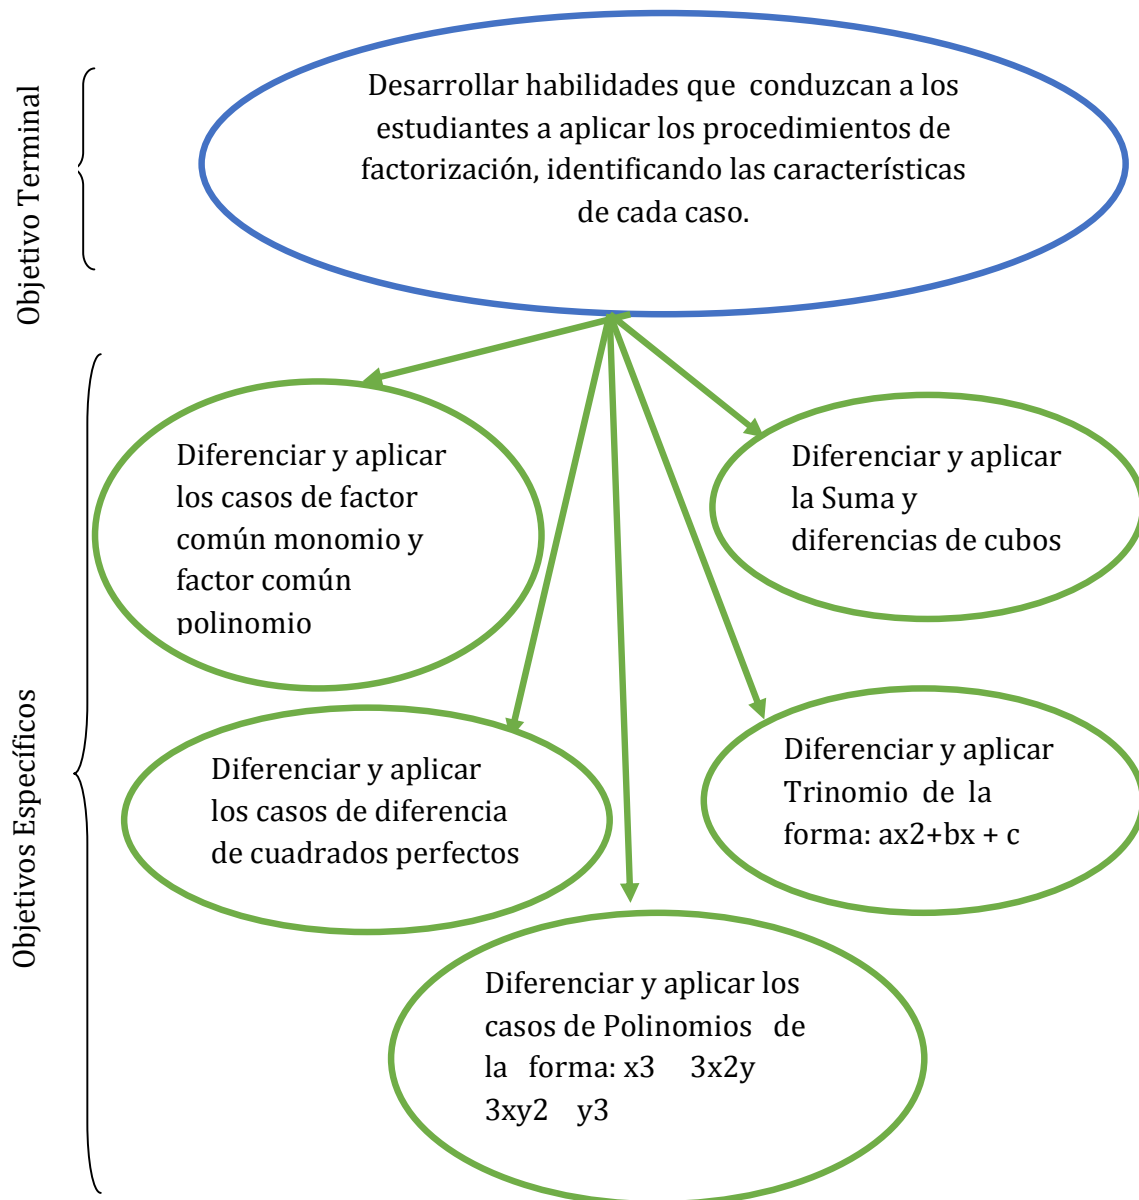 Objetivo Terminal
Desarrollar habilidades que conduzcan a los
estudiantes a aplicar los procedimientos de
factorización, identificando las características
de cada caso.
Objetivos Específicos
Diferenciar y aplicar
los casos de factor
común monomio y
factor común
polinomio
Diferenciar y aplicar
la Suma y
diferencias de cubos
Diferenciar y aplicar
los casos de diferencia
de cuadrados perfectos
Diferenciar y aplicar
Trinomio de la
forma: ax2+bx + c
Diferenciar y aplicar los
casos de Polinomios de
la forma: x3 3x2y
3xy2 y3